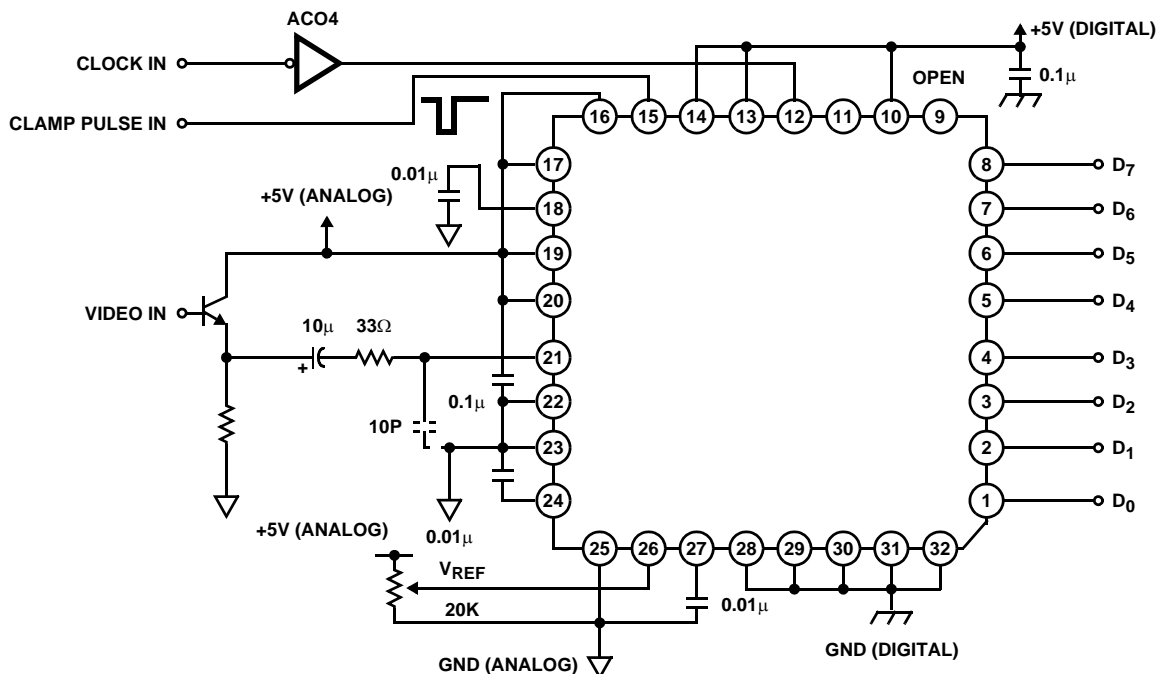 ACO4
+5V (DIGITAL)
CLOCK IN
OPEN
0.1µ
CLAMP PULSE IN
16 15 14 13 12 11 10 9
17 8 D7
0.01µ
+5V (ANALOG)
18 7 D6
19 6 D5
20 5 D4
VIDEO IN
10µ 33Ω
+
21 4 D3
0.1µ
22 3 D2
10P
23 2 D1
24 1 D0
+5V (ANALOG)
0.01µ
25 26 27 28 29 30 31 32
VREF
20K
0.01µ
GND (ANALOG)
GND (DIGITAL)